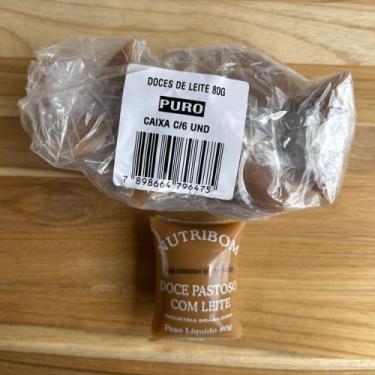 DOCES DE LEITE 80G
PURO
CAIXA C/6 UND
7 898664 796475
NUTRIBOM
DOCE PASTOSO
COM LEITE
INDÚSTRIA BRASILEIRA
Peso Líquido 80g